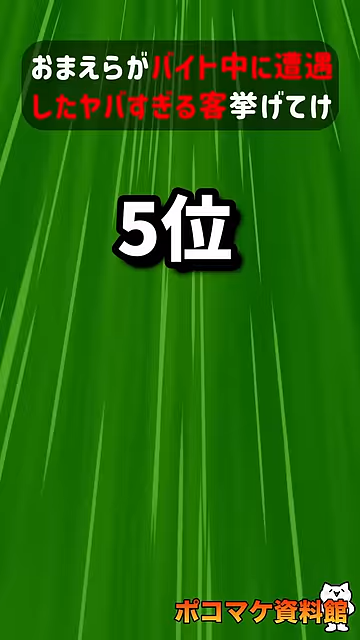 おまえらがバイト中に遭遇
したヤバすぎる客挙げてけ
5位
ポコマケ資料館